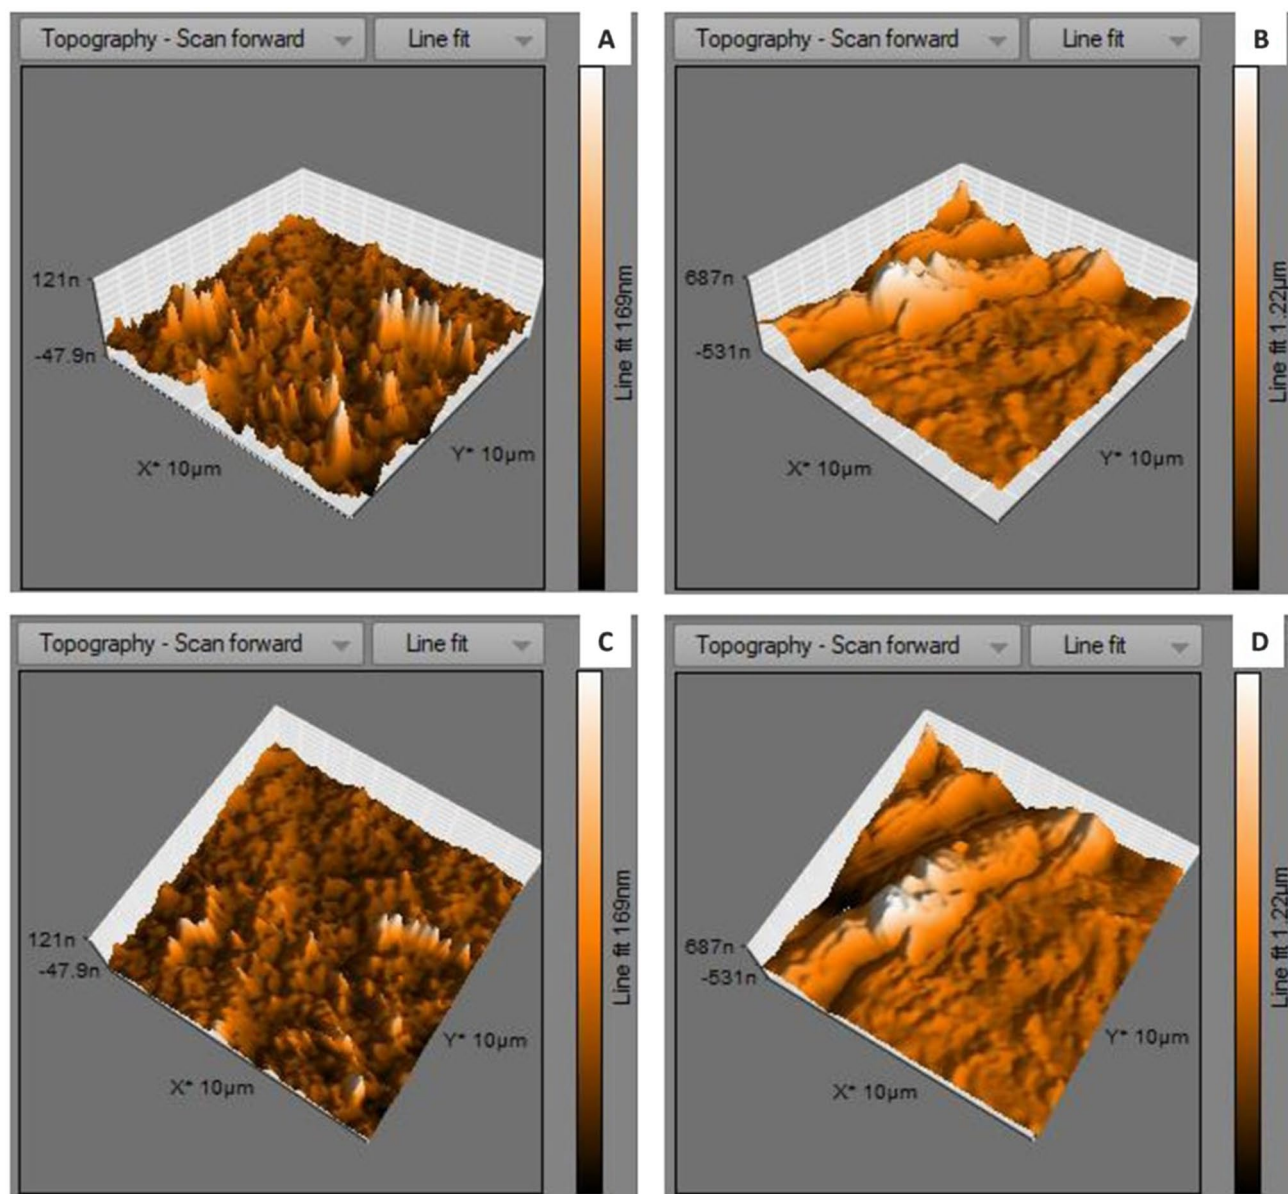 Topography - Scan forward
Line fit
A
121n
-47.9n
X* 10µm
Y* 10µm
Line fit 169nm
Topography - Scan forward
Line fit
B
687n
-531n
X* 10µm
Y* 10µm
Line fit 1.22µm
Topography - Scan forward
Line fit
C
121n
-47.9n
X* 10µm
Y* 10µm
Line fit 169nm
Topography - Scan forward
Line fit
D
687n
-531n
X* 10µm
Y* 10µm
Line fit 1.22µm